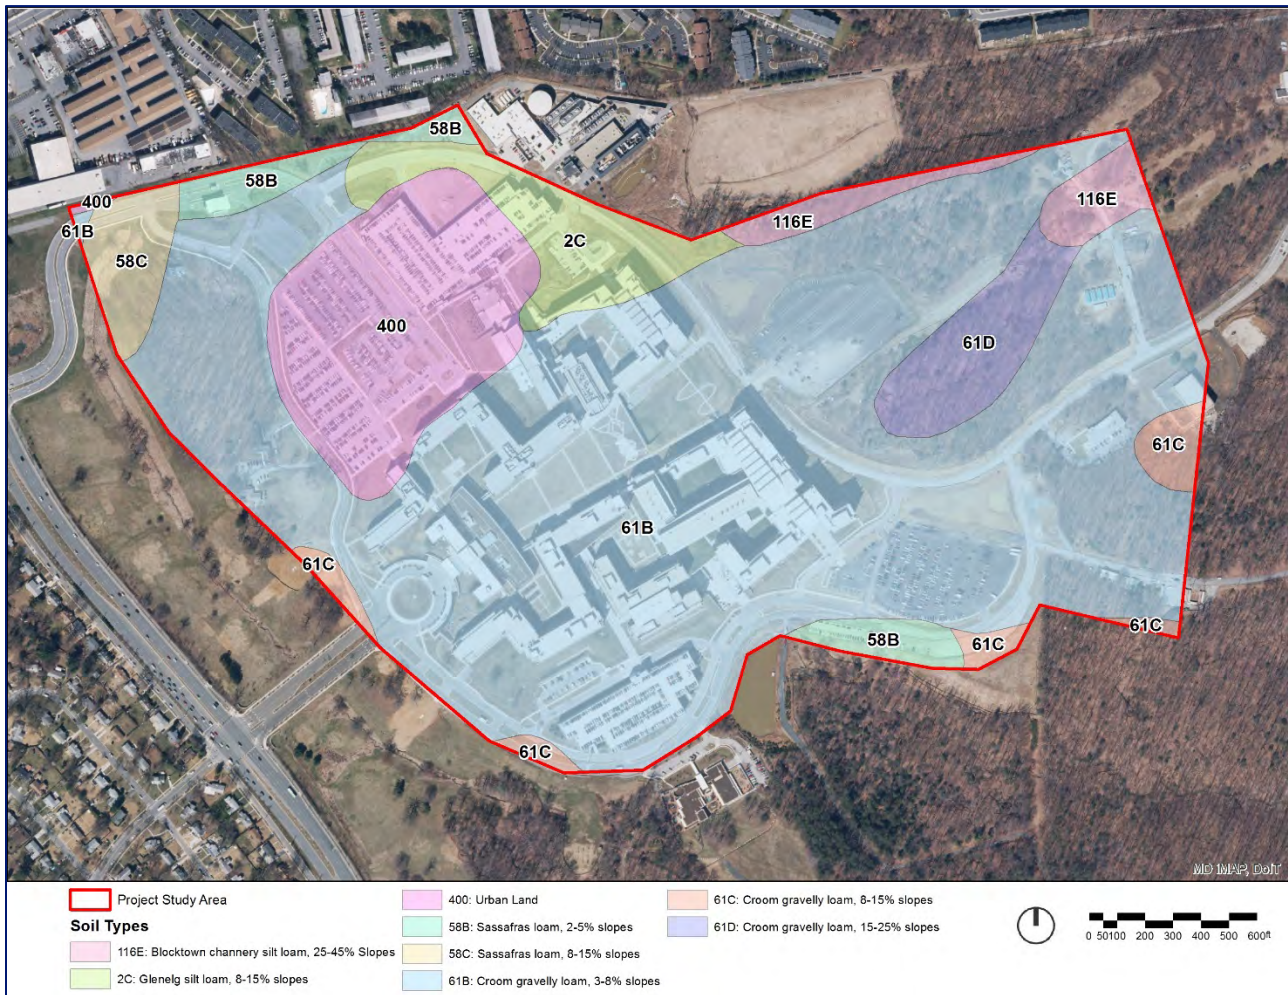 58B
58B
400
116E
61B
2C
116E
58C
400
61D
61C
61B
61C
58B
61C
61C
61C
MD iMAP, DoIT
Project Study Area
Soil Types
116E: Blocktown channery silt loam, 25-45% Slopes
2C: Glenelg silt loam, 8-15% slopes
400: Urban Land
58B: Sassafras loam, 2-5% slopes
58C: Sassafras loam, 8-15% slopes
61B: Croom gravelly loam, 3-8% slopes
61C: Croom gravelly loam, 8-15% slopes
61D: Croom gravelly loam, 15-25% slopes
0 50100 200 300 400 500 600ft